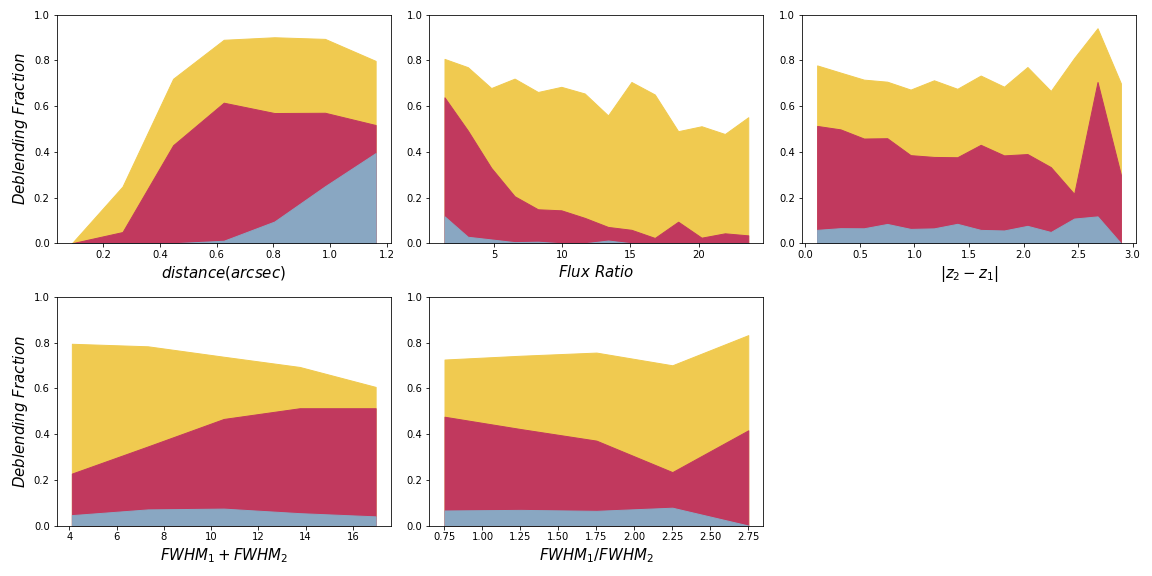 1.0
0.8
0.6
0.4
0.2
0.0
Deblending Fraction
0.2 0.4 0.6 0.8 1.0 1.2
distance(arcsec)
1.0
0.8
0.6
0.4
0.2
0.0
5 10 15 20
Flux Ratio
1.0
0.8
0.6
0.4
0.2
0.0
0.0 0.5 1.0 1.5 2.0 2.5 3.0
|z₂ − z₁|
1.0
0.8
0.6
0.4
0.2
0.0
Deblending Fraction
4 6 8 10 12 14 16
FWHM₁ + FWHM₂
1.0
0.8
0.6
0.4
0.2
0.0
0.75 1.00 1.25 1.50 1.75 2.00 2.25 2.50 2.75
FWHM₁/FWHM₂